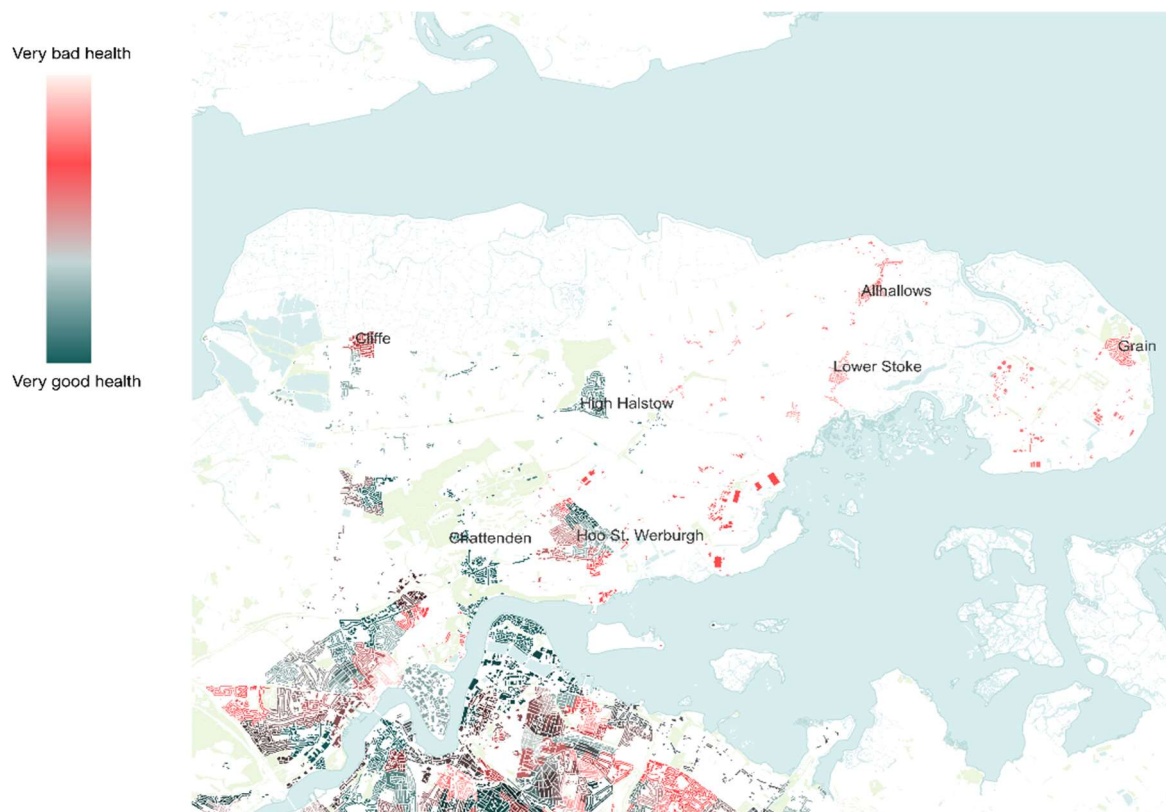 Very bad health
Very good health
Allhallows
Cliffe
Grain
Lower Stoke
High Halstow
Chattenden
Hoo St. Werburgh